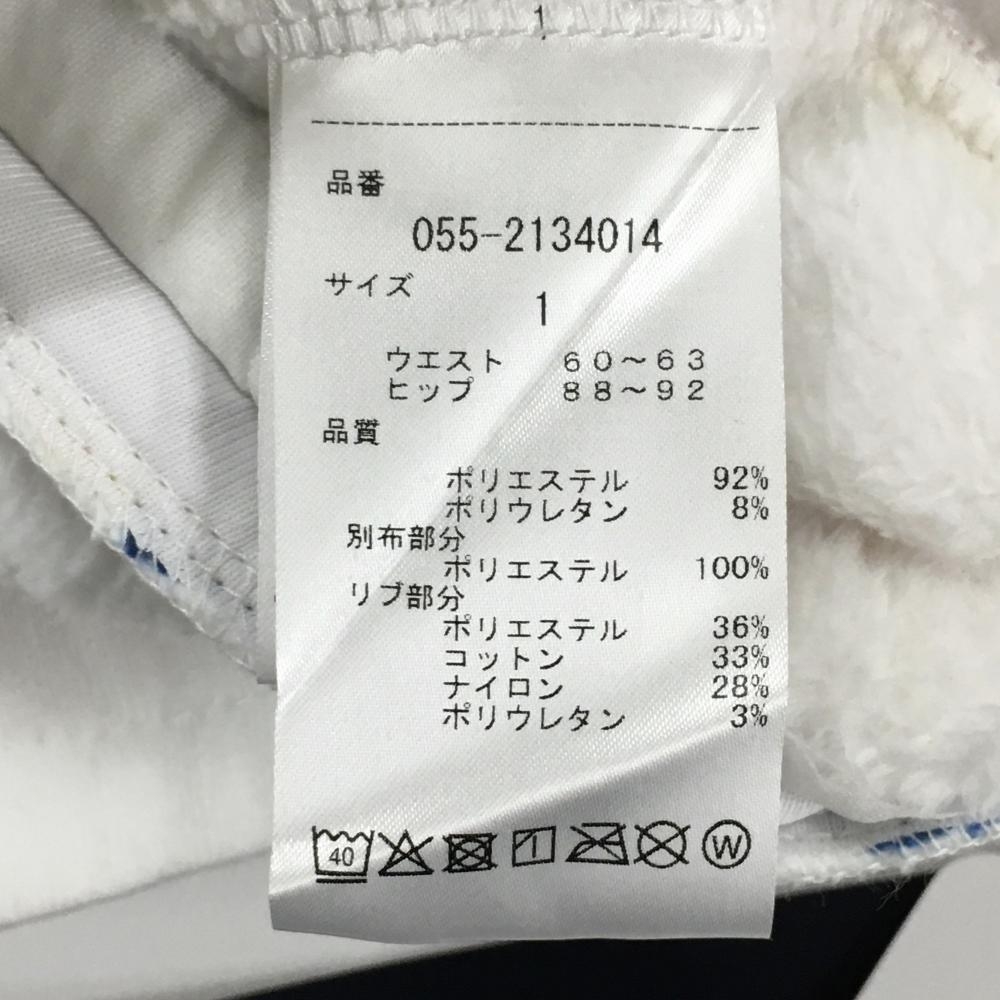 1
品番
055-2134014
サイズ
1
ウエスト 60～63
ヒップ 88～92
品質
ポリエステル 92%
ポリウレタン 8%
別布部分
ポリエステル 100%
リブ部分
ポリエステル 36%
コットン 33%
ナイロン 28%
ポリウレタン 3%
40 W